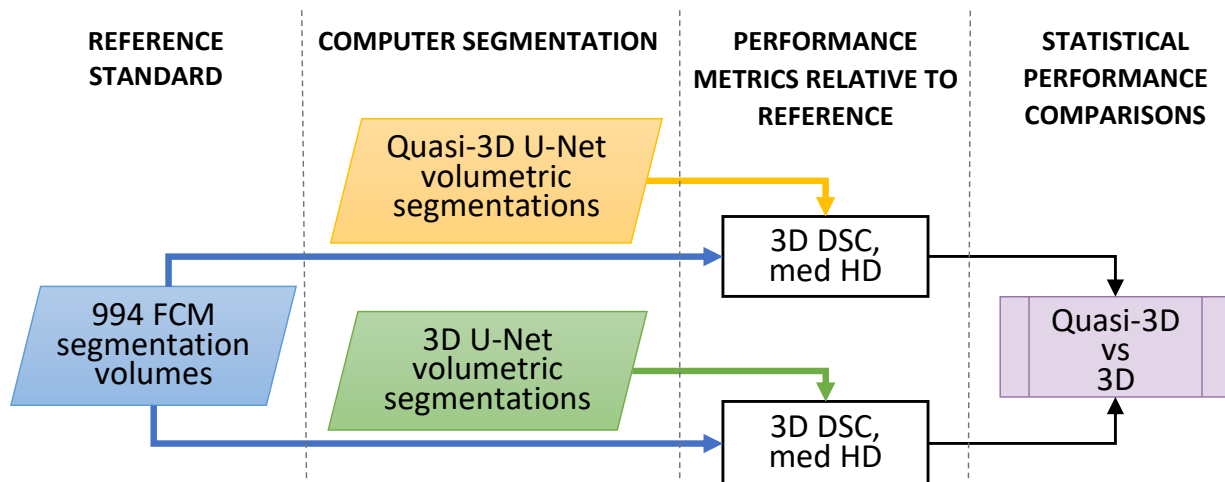 REFERENCE
STANDARD
COMPUTER SEGMENTATION
PERFORMANCE
METRICS RELATIVE TO
REFERENCE
STATISTICAL
PERFORMANCE
COMPARISONS
Quasi-3D U-Net
volumetric
segmentations
3D DSC,
med HD
994 FCM
segmentation
volumes
3D U-Net
volumetric
segmentations
3D DSC,
med HD
Quasi-3D
vs
3D